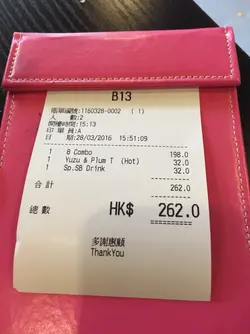 B13
賬單編號:1160328-0002 (1)
人 數:2
開檯時間:15:13
印單員:A
日期:28/03/2016 15:51:09
1 8 Combo 198.0
1 Yuzu & Plum T (Hot) 32.0
1 Sp.SB Drink 32.0
合計 262.0
總數 HK$ 262.0
多謝惠顧
ThankYou